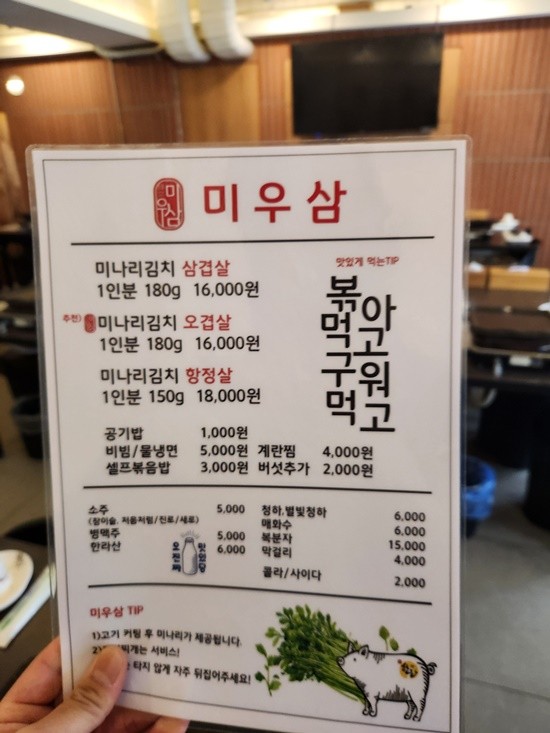 미우삼
미우삼
미나리김치 삼겹살
1인분 180g 16,000원
추천) 미나리김치 오겹살
1인분 180g 16,000원
미나리김치 항정살
1인분 150g 18,000원
맛있게 먹는TIP
볶아
먹고
구워
먹고
공기밥 1,000원
비빔/물냉면 5,000원 계란찜 4,000원
셀프볶음밥 3,000원 버섯추가 2,000원
소주 5,000
(참이슬, 처음처럼/진로/새로)
병맥주 5,000
한라산 6,000
청하,별빛청하 6,000
매화수 6,000
복분자 15,000
막걸리 4,000
콜라/사이다 2,000
미우삼 TIP
1)고기 커팅 후 미나리가 제공됩니다.
찌개는 서비스!
타지 않게 자주 뒤집어주세요!